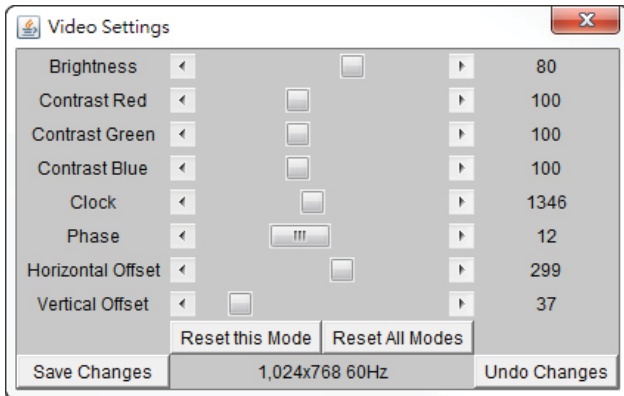 Video Settings
Brightness 80
Contrast Red 100
Contrast Green 100
Contrast Blue 100
Clock 1346
Phase 12
Horizontal Offset 299
Vertical Offset 37
Reset this Mode Reset All Modes
Save Changes 1,024x768 60Hz Undo Changes